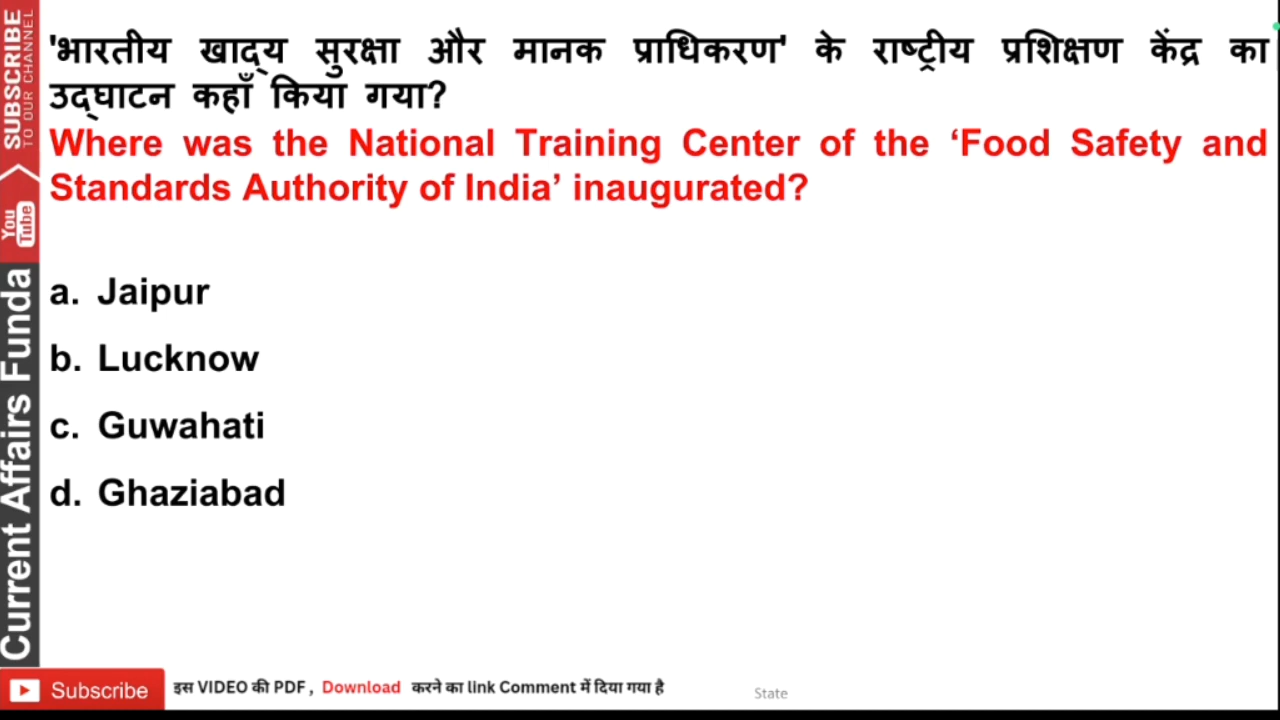 'भारतीय खाद्य सुरक्षा और मानक प्राधिकरण' के राष्ट्रीय प्रशिक्षण केंद्र का
उद्घाटन कहाँ किया गया?
Where was the National Training Center of the ‘Food Safety and
Standards Authority of India’ inaugurated?
a. Jaipur
b. Lucknow
c. Guwahati
d. Ghaziabad
SUBSCRIBE
TO OUR CHANNEL
You
Tube
Current Affairs Funda
Subscribe
इस VIDEO की PDF , Download करने का link Comment में दिया गया है
State